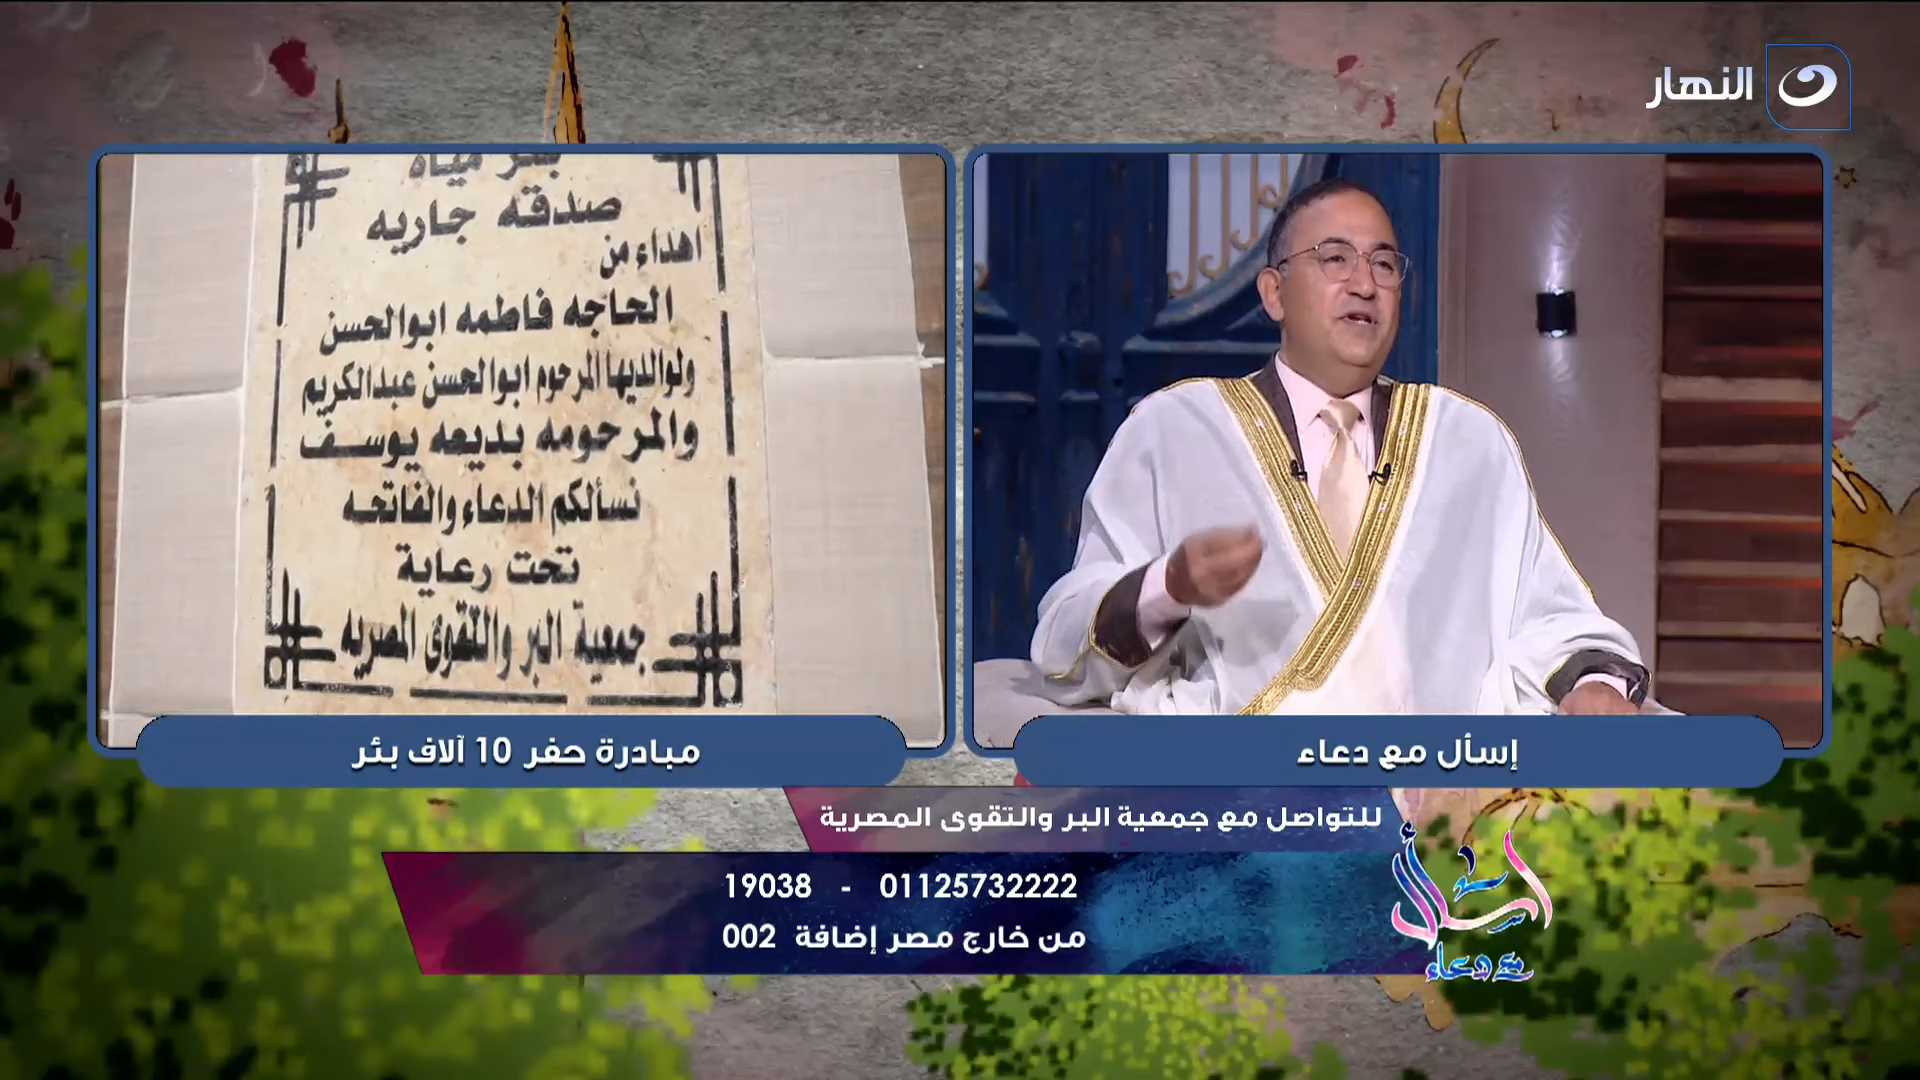 النهار
بئر مياه
صدقه جاريه
اهداء من
الحاجه فاطمه ابوالحسن
ولوالديها المرحوم ابوالحسن عبدالكريم
والمرحومه بديعه يوسف
نسألكم الدعاء والفاتحه
تحت رعاية
جمعية البر والتقوى المصريه
إسأل مع دعاء
مبادرة حفر 10 آلاف بئر
للتواصل مع جمعية البر والتقوى المصرية
19038 - 01125732222
من خارج مصر إضافة 002
اسأل
مع دعاء